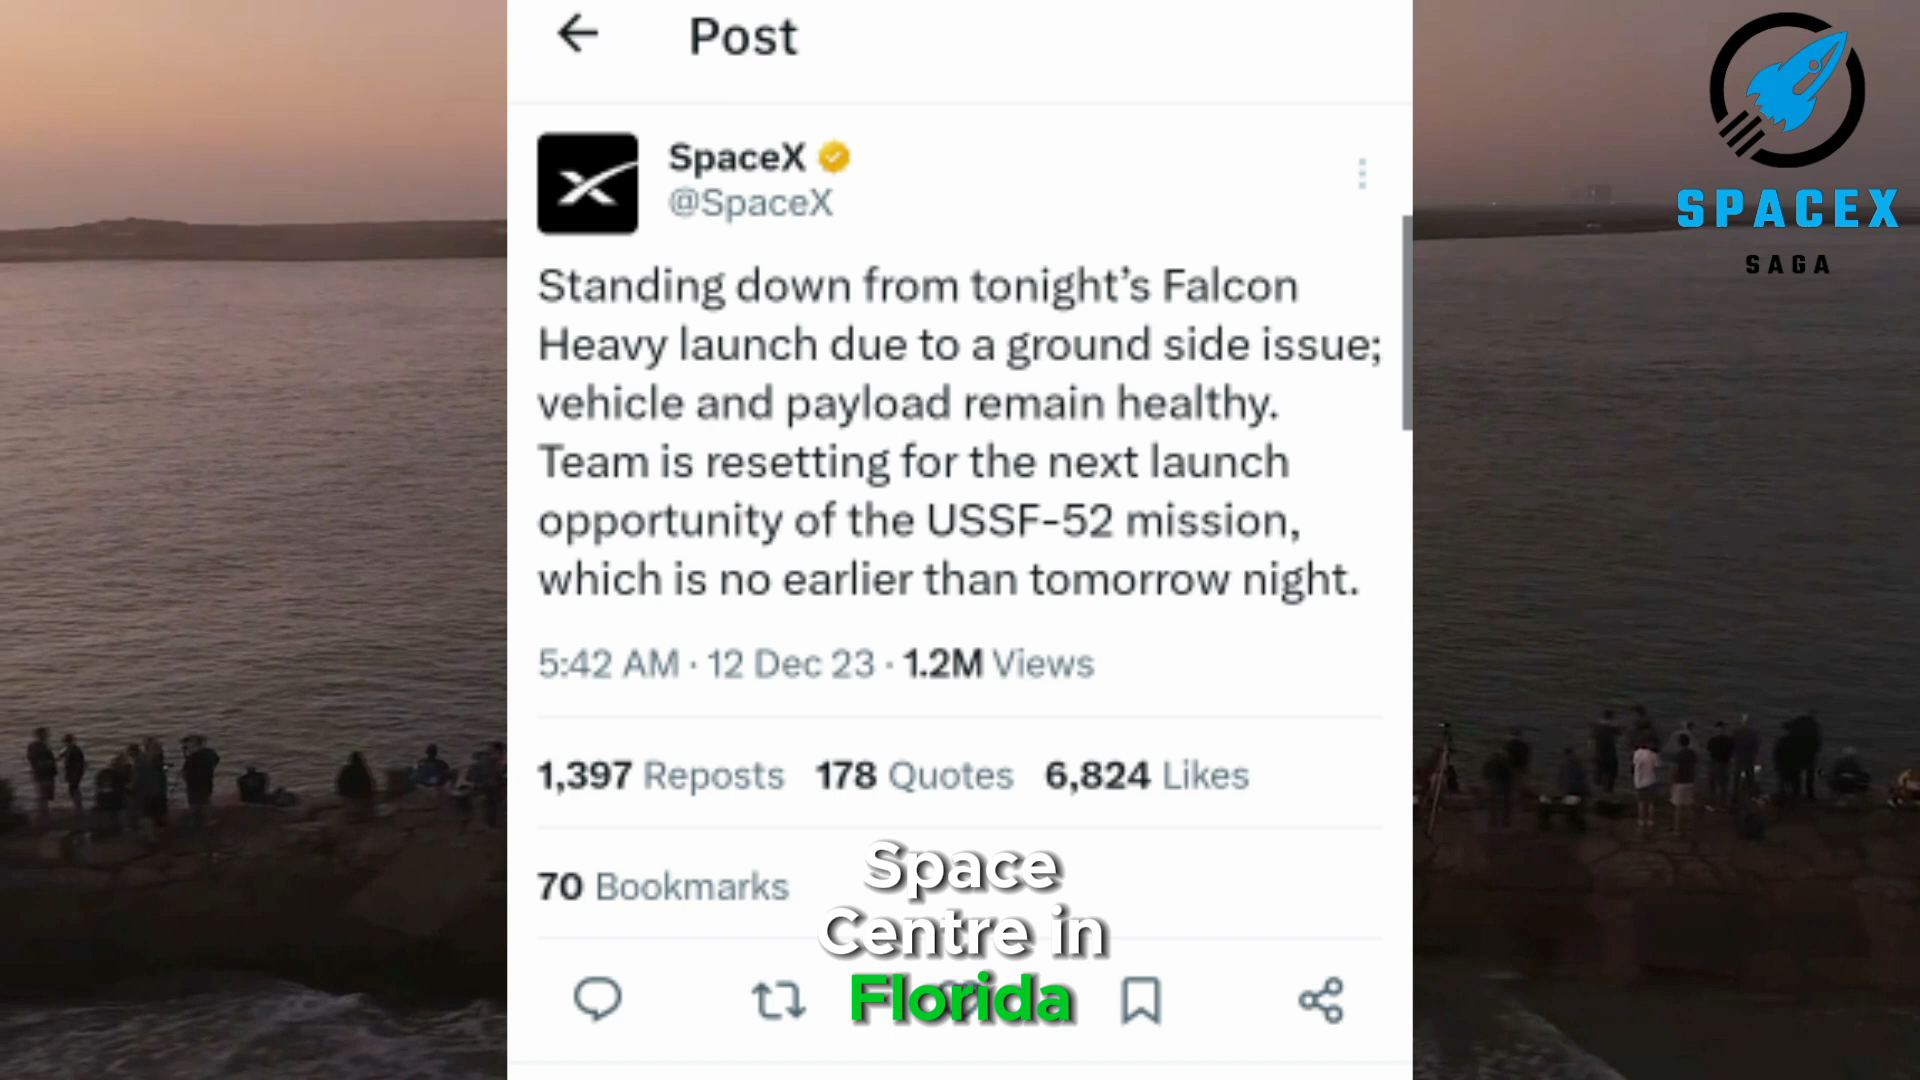 Post
SpaceX
@SpaceX
Standing down from tonight’s Falcon
Heavy launch due to a ground side issue;
vehicle and payload remain healthy.
Team is resetting for the next launch
opportunity of the USSF-52 mission,
which is no earlier than tomorrow night.
5:42 AM · 12 Dec 23 · 1.2M Views
1,397 Reposts 178 Quotes 6,824 Likes
70 Bookmarks
Space
Centre in
Florida
SPACEX
SAGA